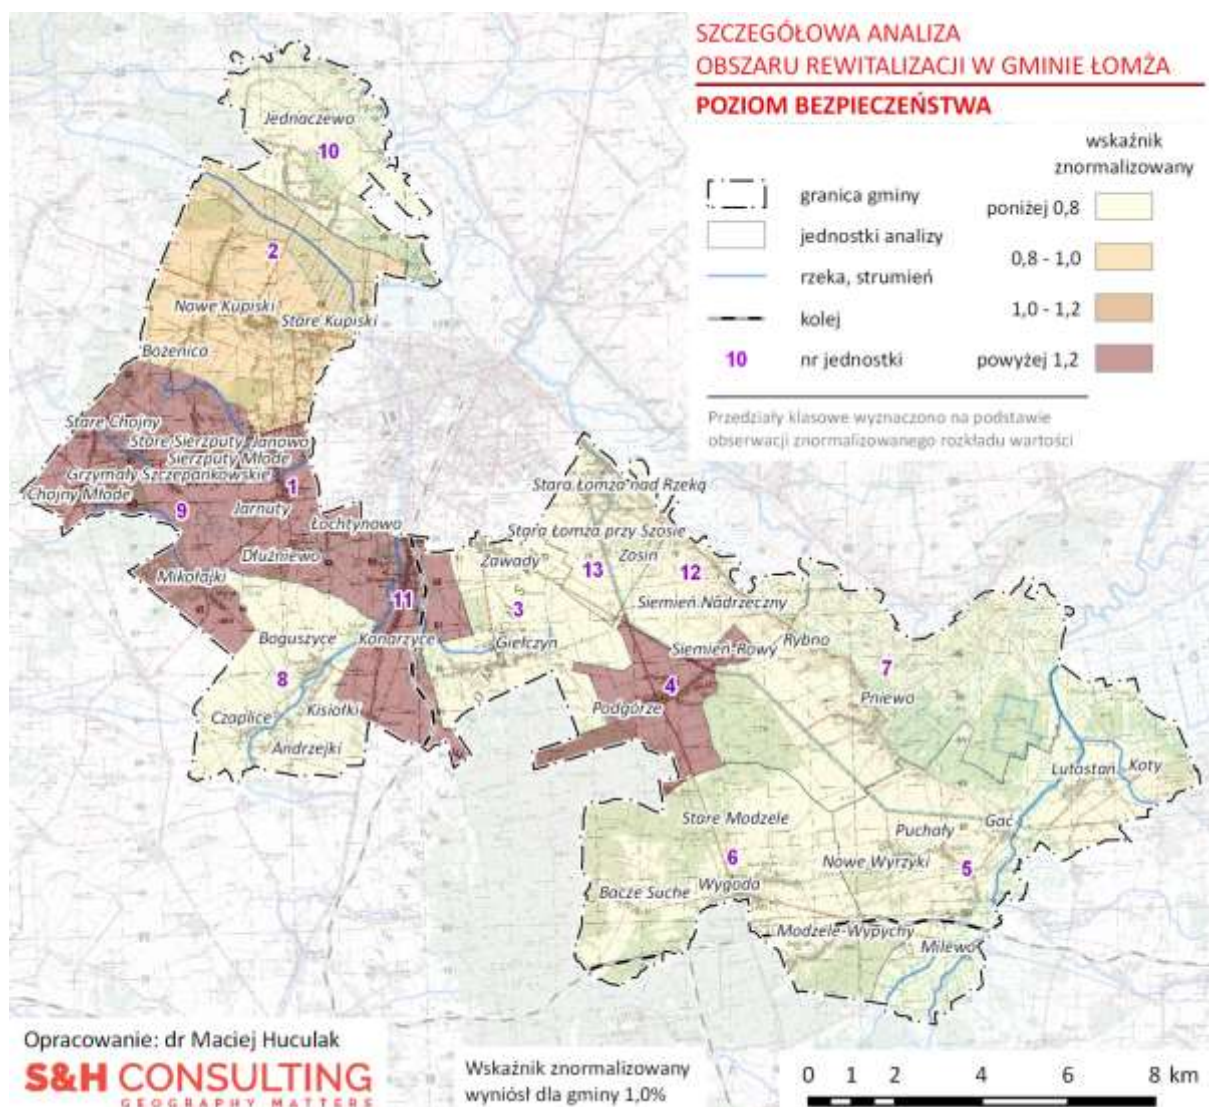 SZCZEGÓŁOWA ANALIZA
OBSZARU REWITALIZACJI W GMINIE ŁOMŻA
POZIOM BEZPIECZEŃSTWA
wskaźnik
znormalizowany
granica gminy
jednostki analizy
rzeka, strumień
kolej
10 nr jednostki
poniżej 0,8
0,8 - 1,0
1,0 - 1,2
powyżej 1,2
Przedziały klasowe wyznaczono na podstawie
obserwacji znormalizowanego rozkładu wartości
Jednaczewo
10
2
Nowe Kupiski
Stare Kupiski
Bożenica
Stare Chojny
Stare Sierzputy
Janowo
Sierzputy Młode
Grzymały Szczepankowskie
Chojny Młode
1
9
Jarnuty
Łochtynowo
Dłużniewo
Mikołajki
11
Boguszyce
Konarzyce
8
Czaplice
Kisiołki
Andrzejki
Stara Łomża nad Rzeką
Stara Łomża przy Szosie
Zawady
Zosin
13
12
3
Siemień Nadrzeczny
Giełczyn
Siemień-Rowy
Rybno
4
7
Podgórze
Pniewo
Lutostań
Koty
Stare Modzele
Gać
Puchały
6
Nowe Wyrzyki
5
Bacze Suche
Wygoda
Modzele-Wypychy
Milewo
Opracowanie: dr Maciej Huculak
S&H CONSULTING
GEOGRAPHY MATTERS
Wskaźnik znormalizowany
wyniósł dla gminy 1,0%
0 1 2 4 6 8 km